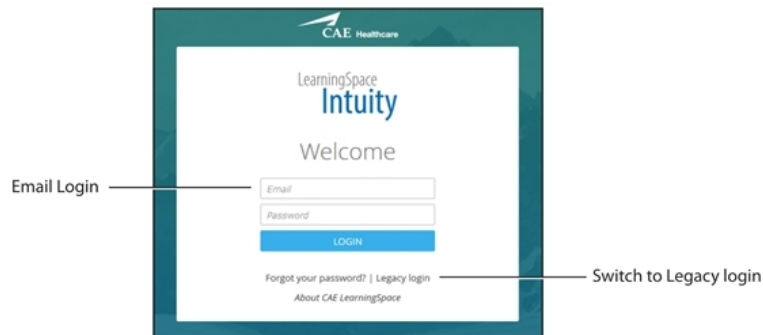 CAE Healthcare
LearningSpace
Intuity
Welcome
Email Login
Email
Password
LOGIN
Forgot your password? | Legacy login
Switch to Legacy login
About CAE LearningSpace